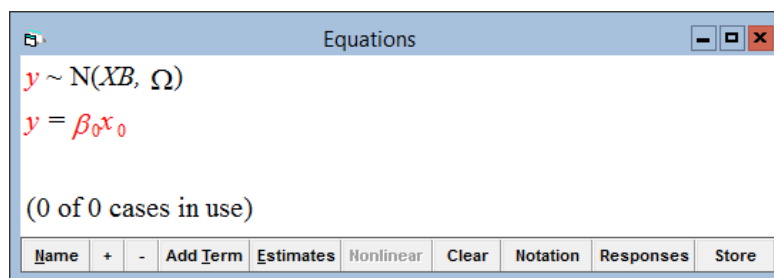 Equations
y ~ N(XB, Ω)
y = β₀x₀
(0 of 0 cases in use)
Name + - Add Term Estimates Nonlinear Clear Notation Responses Store